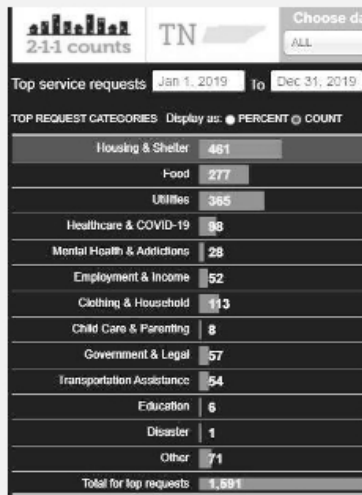 2-1-1 counts
TN
Choose da
ALL
Top service requests Jan 1, 2019 To Dec 31, 2019
TOP REQUEST CATEGORIES Display as: PERCENT COUNT
Housing & Shelter 461
Food 277
Utilities 365
Healthcare & COVID-19 98
Mental Health & Addictions 28
Employment & Income 52
Clothing & Household 113
Child Care & Parenting 8
Government & Legal 57
Transportation Assistance 54
Education 6
Disaster 1
Other 71
Total for top requests 1,591